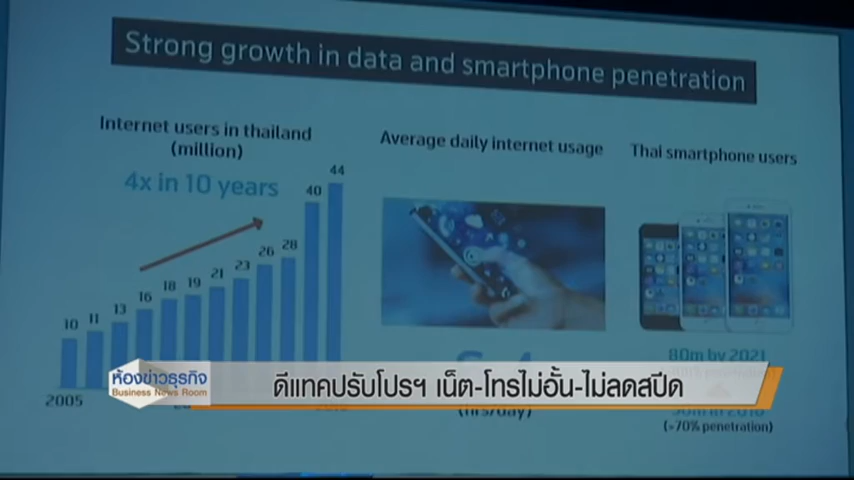 Strong growth in data and smartphone penetration
Internet users in thailand
(million)
4x in 10 years
10 11 13 16 18 19 21 23 26 28 40 44
2005
Average daily internet usage
(hrs/day)
Thai smartphone users
80m by 2021
(>70% penetration)
ห้องข่าวธุรกิจ
Business News Room
ดีแทคปรับโปรฯ เน็ต-โทรไม่อั้น-ไม่ลดสปีด